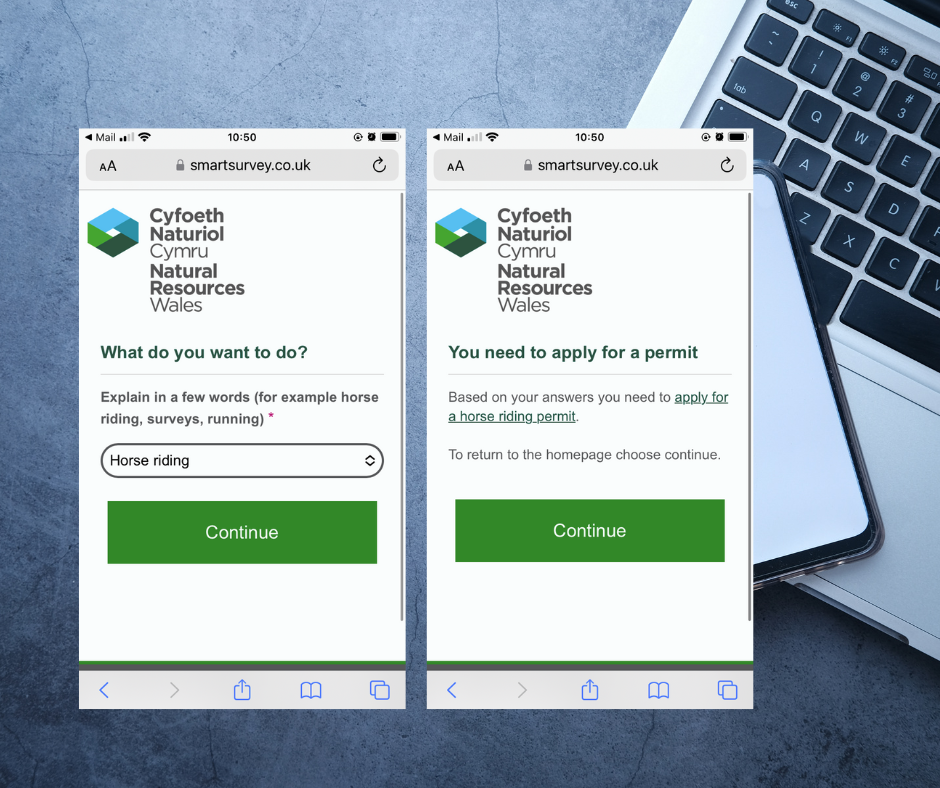 Mail
10:50
AA
smartsurvey.co.uk
Cyfoeth
Naturiol
Cymru
Natural
Resources
Wales
What do you want to do?
Explain in a few words (for example horse
riding, surveys, running) *
Horse riding
Continue
Mail
10:50
AA
smartsurvey.co.uk
Cyfoeth
Naturiol
Cymru
Natural
Resources
Wales
You need to apply for a permit
Based on your answers you need to apply for
a horse riding permit.
To return to the homepage choose continue.
Continue
esc
~
!
1
@
2
#
3
tab
Q
W
E
A
S
D
Z
X
C